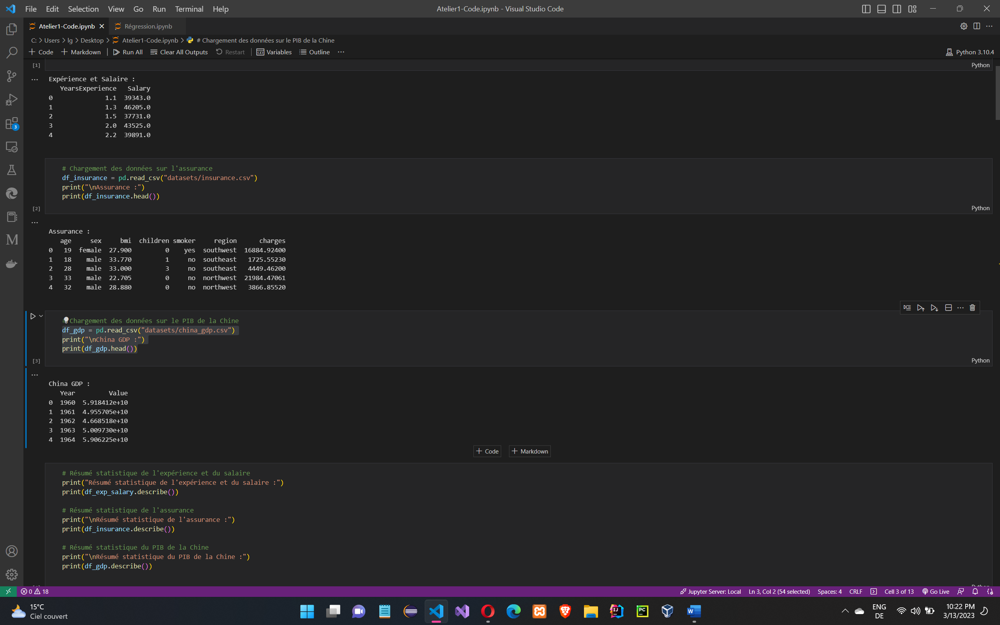 File Edit Selection View Go Run Terminal Help
Atelier1-Code.ipynb - Visual Studio Code
Atelier1-Code.ipynb
Régression.ipynb
C: > Users > lg > Desktop > Atelier1-Code.ipynb > # Chargement des données sur le PIB de la Chine
Code Markdown Run All Clear All Outputs Restart Variables Outline ...
Python 3.10.4
[1]
Python
Expérience et Salaire :
YearsExperience Salary
0 1.1 39343.0
1 1.3 46205.0
2 1.5 37731.0
3 2.0 43525.0
4 2.2 39891.0
# Chargement des données sur l'assurance
df_insurance = pd.read_csv("datasets/insurance.csv")
print("\nAssurance :")
print(df_insurance.head())
[2]
Python
Assurance :
age sex bmi children smoker region charges
0 19 female 27.900 0 yes southwest 16884.92400
1 18 male 33.770 1 no southeast 1725.55230
2 28 male 33.000 3 no southeast 4449.46200
3 33 male 22.705 0 no northwest 21984.47061
4 32 male 28.880 0 no northwest 3866.85520
# Chargement des données sur le PIB de la Chine
df_gdp = pd.read_csv("datasets/china_gdp.csv")
print("\nChina GDP :")
print(df_gdp.head())
[3]
Python
China GDP :
Year Value
0 1960 5.918412e+10
1 1961 4.955705e+10
2 1962 4.668518e+10
3 1963 5.009730e+10
4 1964 5.906225e+10
+ Code + Markdown
# Résumé statistique de l'expérience et du salaire
print("Résumé statistique de l'expérience et du salaire :")
print(df_exp_salary.describe())
# Résumé statistique de l'assurance
print("\nRésumé statistique de l'assurance :")
print(df_insurance.describe())
# Résumé statistique du PIB de la Chine
print("\nRésumé statistique du PIB de la Chine :")
print(df_gdp.describe())
0 18
Jupyter Server: Local Ln 3, Col 2 (54 selected) Spaces: 4 CRLF Cell 3 of 13 Go Live
3
M
15°C
Ciel couvert
IJ
PC
W
ENG
DE
10:22 PM
3/13/2023